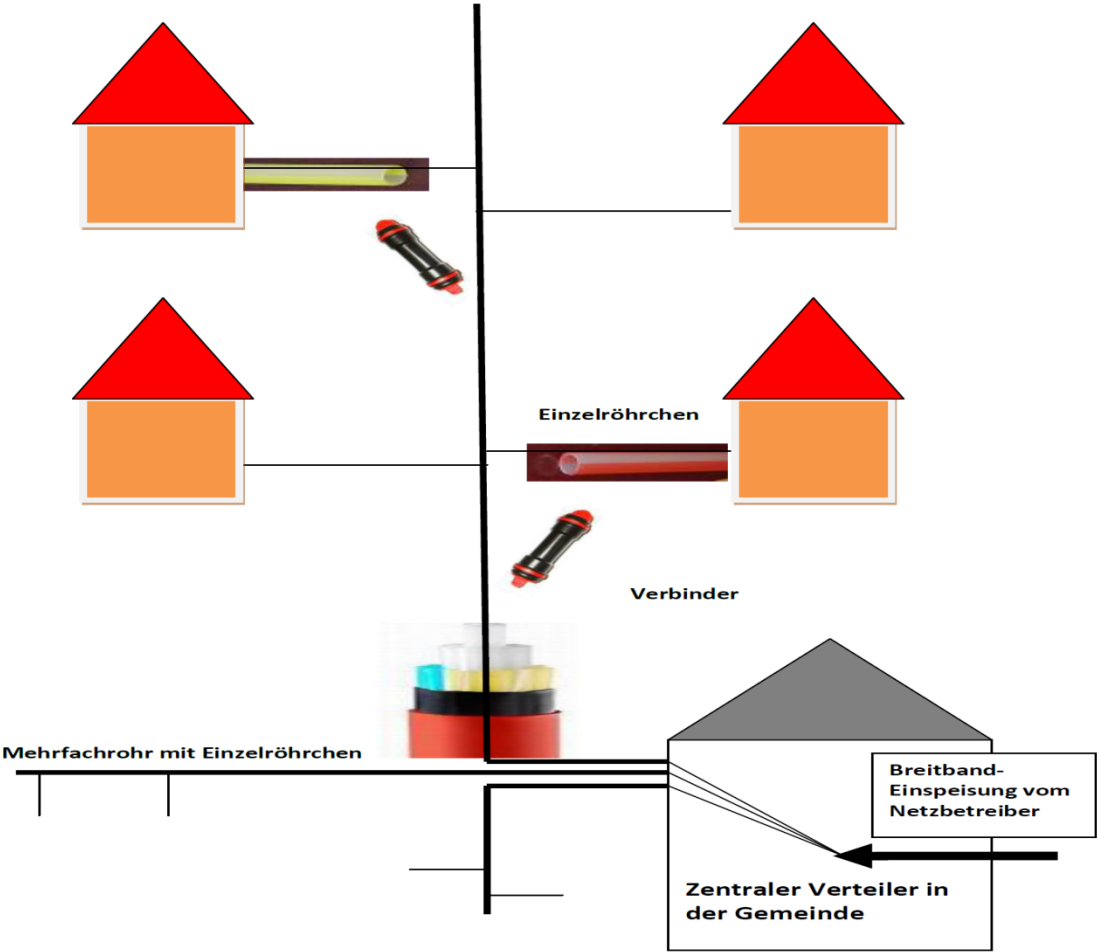 Einzelröhrchen
Verbinder
Mehrfachrohr mit Einzelröhrchen
Breitband-
Einspeisung vom
Netzbetreiber
Zentraler Verteiler in
der Gemeinde